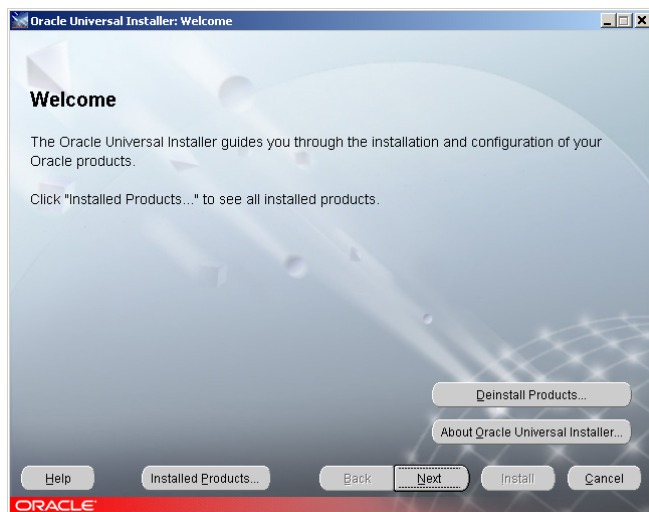 Oracle Universal Installer: Welcome
Welcome
The Oracle Universal Installer guides you through the installation and configuration of your
Oracle products.
Click "Installed Products..." to see all installed products.
Deinstall Products...
About Oracle Universal Installer...
Help
Installed Products...
Back
Next
Install
Cancel
ORACLE